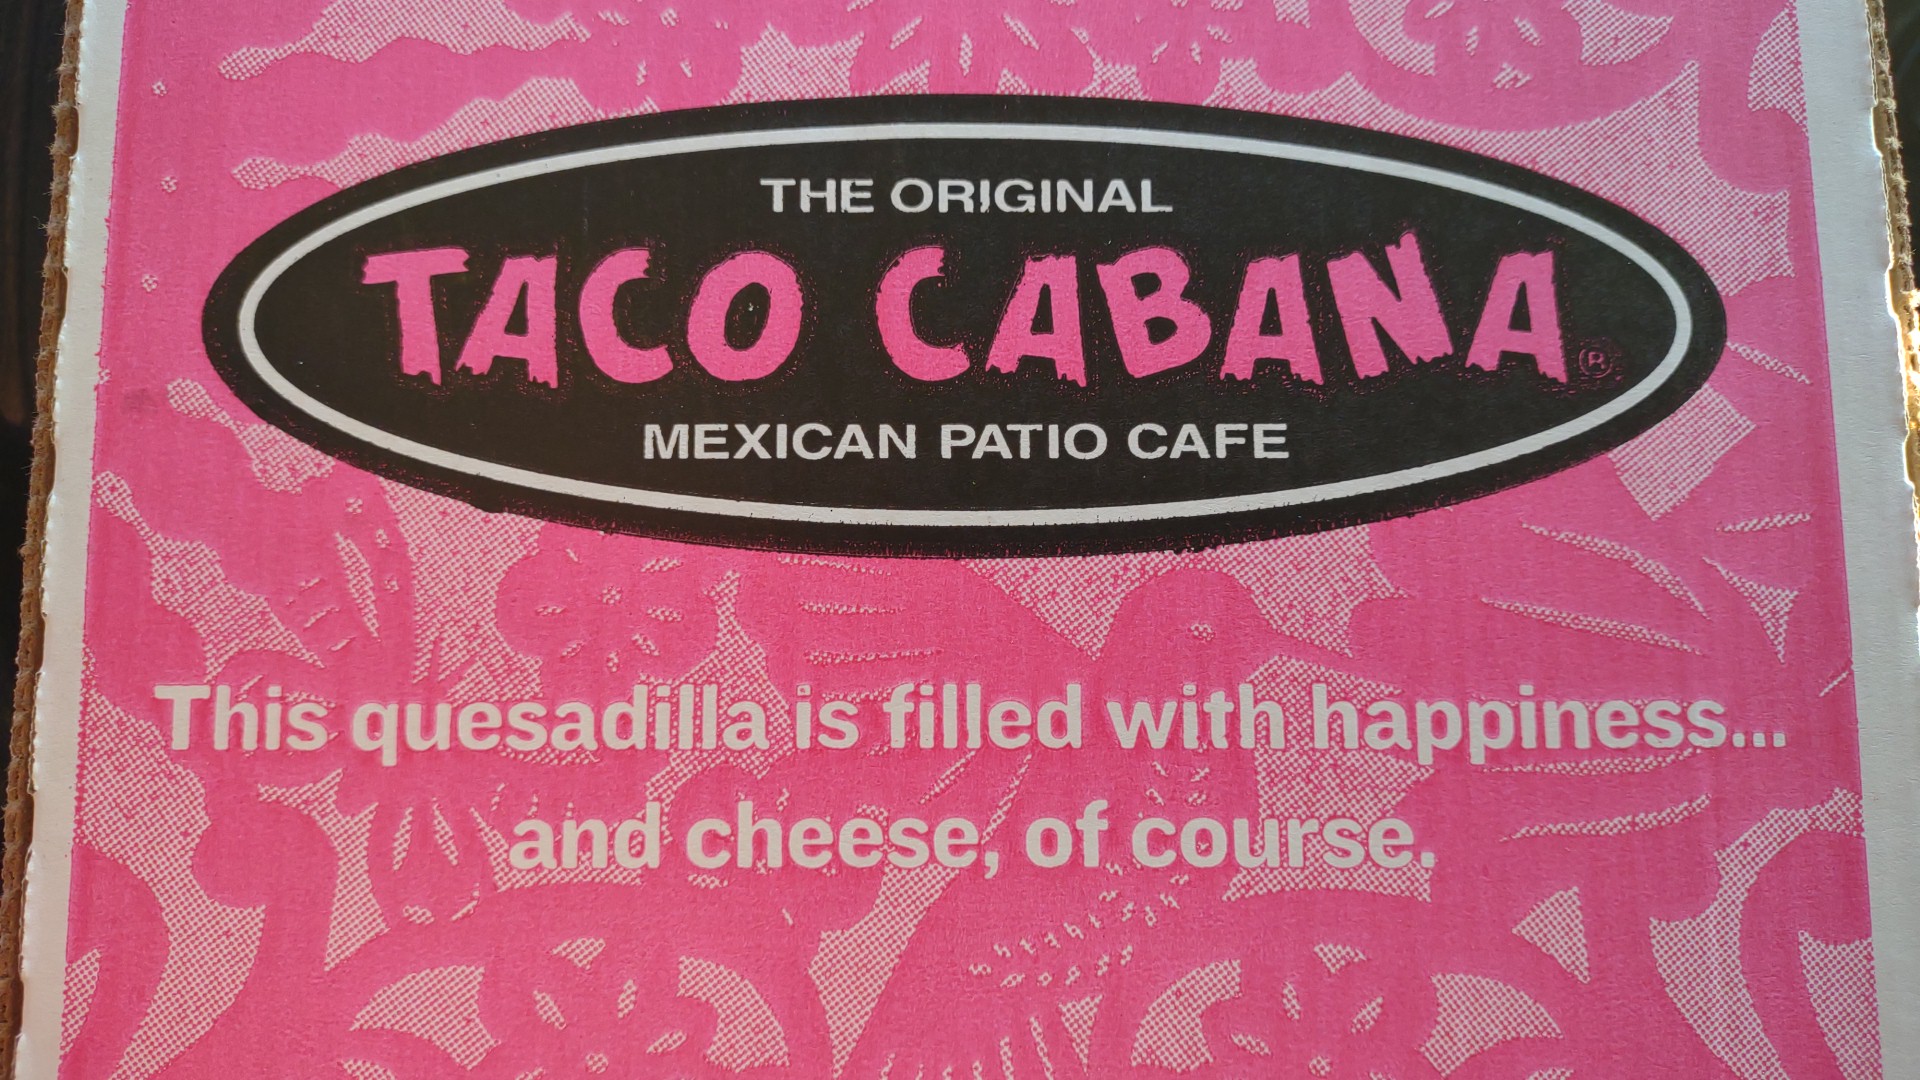 THE ORIGINAL
TACO CABANA®
MEXICAN PATIO CAFE
This quesadilla is filled with happiness...
and cheese, of course.